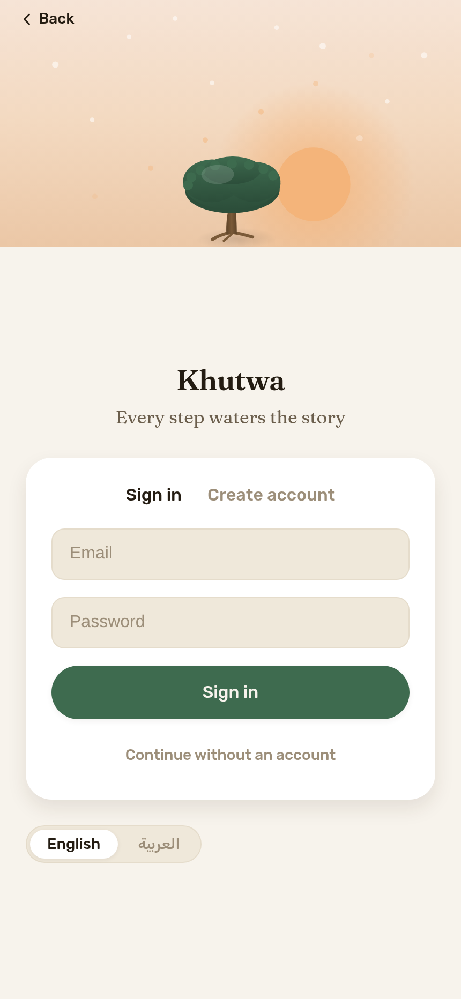 Back
Khutwa
Every step waters the story
Sign in
Create account
Email
Password
Sign in
Continue without an account
English
العربية